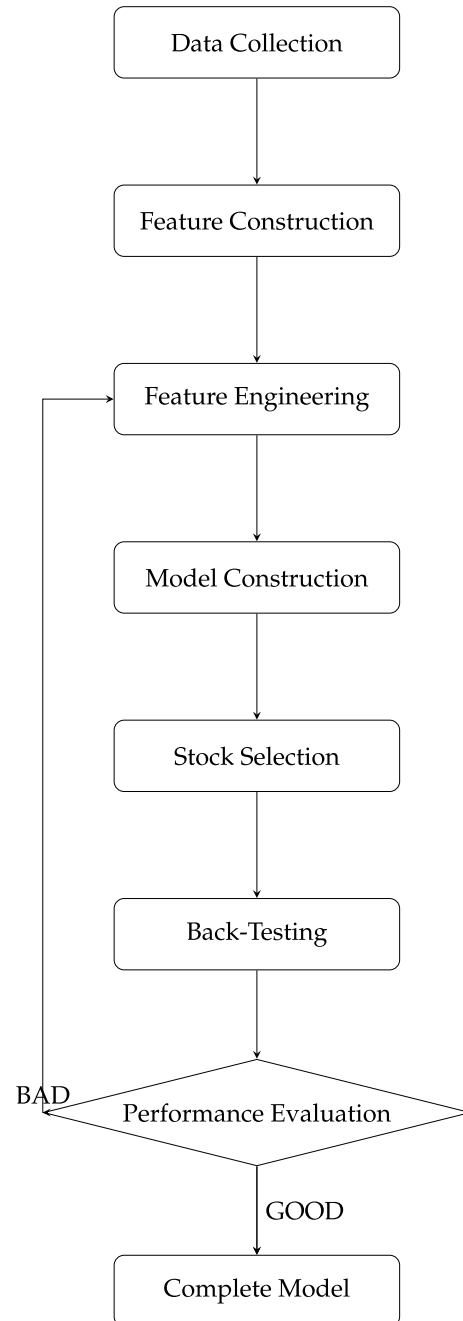 Data Collection
Feature Construction
Feature Engineering
Model Construction
Stock Selection
Back-Testing
BAD
Performance Evaluation
GOOD
Complete Model